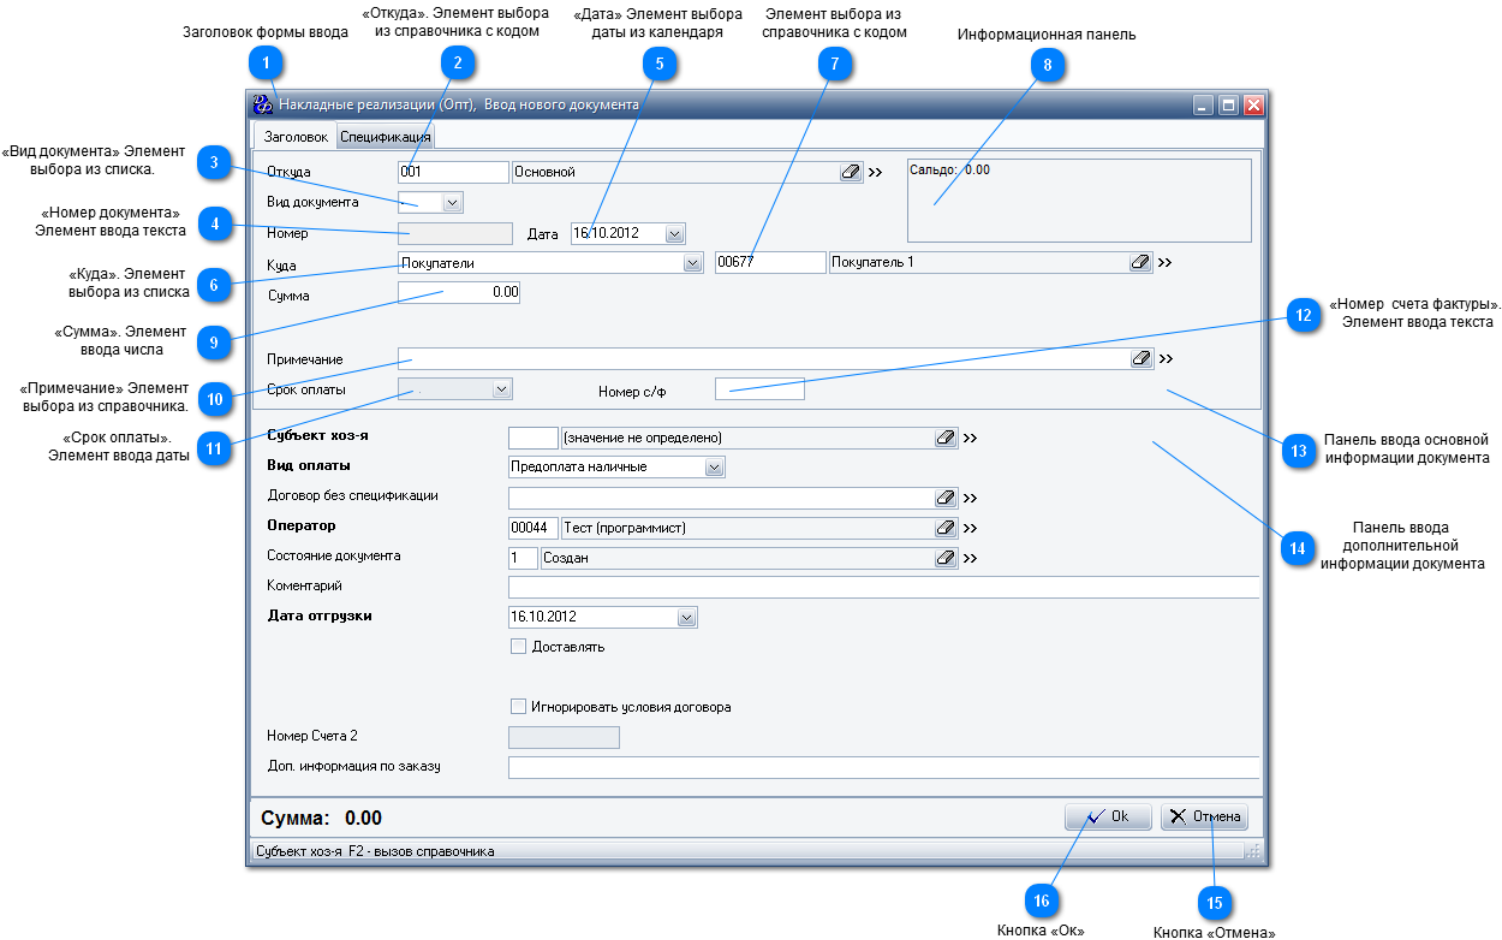 «Откуда». Элемент выбора
из справочника с кодом
«Дата» Элемент выбора
даты из календаря
Элемент выбора из
справочника с кодом
Заголовок формы ввода
Информационная панель
1
2
5
7
8
Накладные реализации (Опт), Ввод нового документа
Заголовок Спецификация
«Вид документа» Элемент
выбора из списка.
3
Откуда 001 Основной >>
Сальдо: 0.00
Вид документа
«Номер документа»
Элемент ввода текста
4
Номер Дата 16.10.2012
«Куда». Элемент
выбора из списка
6
Куда Покупатели 00677 Покупатель 1 >>
Сумма 0.00
«Номер счета фактуры».
Элемент ввода текста
12
«Сумма». Элемент
ввода числа
9
Примечание >>
«Примечание» Элемент
выбора из справочника.
10
Срок оплаты . Номер с/ф
«Срок оплаты».
Элемент ввода даты
11
Панель ввода основной
информации документа
13
Субъект хоз-я (значение не определено) >>
Вид оплаты Предоплата наличные
Договор без спецификации >>
Оператор 00044 Тест (программист) >>
Панель ввода
дополнительной
информации документа
14
Состояние документа 1 Создан >>
Коментарий
Дата отгрузки 16.10.2012
Доставлять
Игнорировать условия договора
Номер Счета 2
Доп. информация по заказу
Сумма: 0.00
Ok Отмена
Субъект хоз-я F2 - вызов справочника
16
15
Кнопка «Ок»
Кнопка «Отмена»